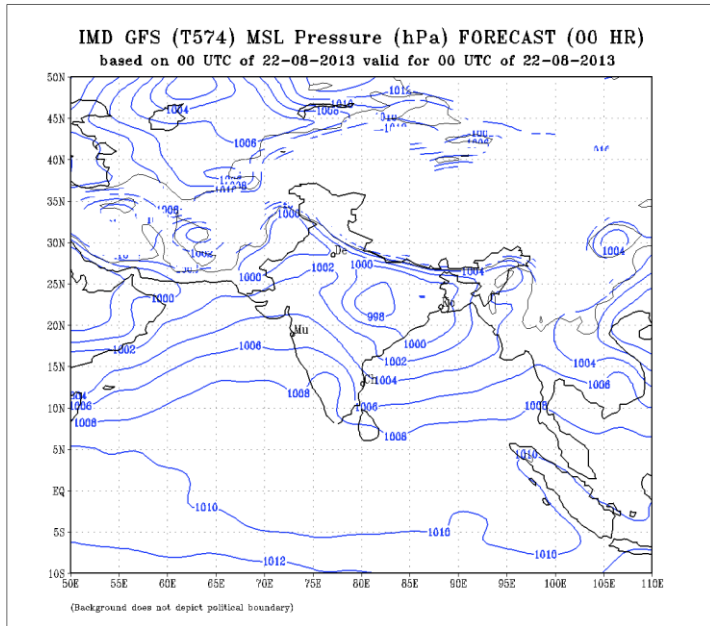 IMD GFS (T574) MSL Pressure (hPa) FORECAST (00 HR)
based on 00 UTC of 22-08-2013 valid for 00 UTC of 22-08-2013
50N
1004
1008
45N
1006
40N
35N
1006
1000
30N
1002
De
1002
1000
1004
1004
25N
1000
1000
998
20N
Mu
1006
1000
1002
1002
15N
1004
1004
1006
1008
10N
1006
1006
1008
1008
1008
5N
1010
EQ
1010
5S
1010
1010
1012
10S
50E 55E 60E 65E 70E 75E 80E 85E 90E 95E 100E 105E 110E
(Background does not depict political boundary)